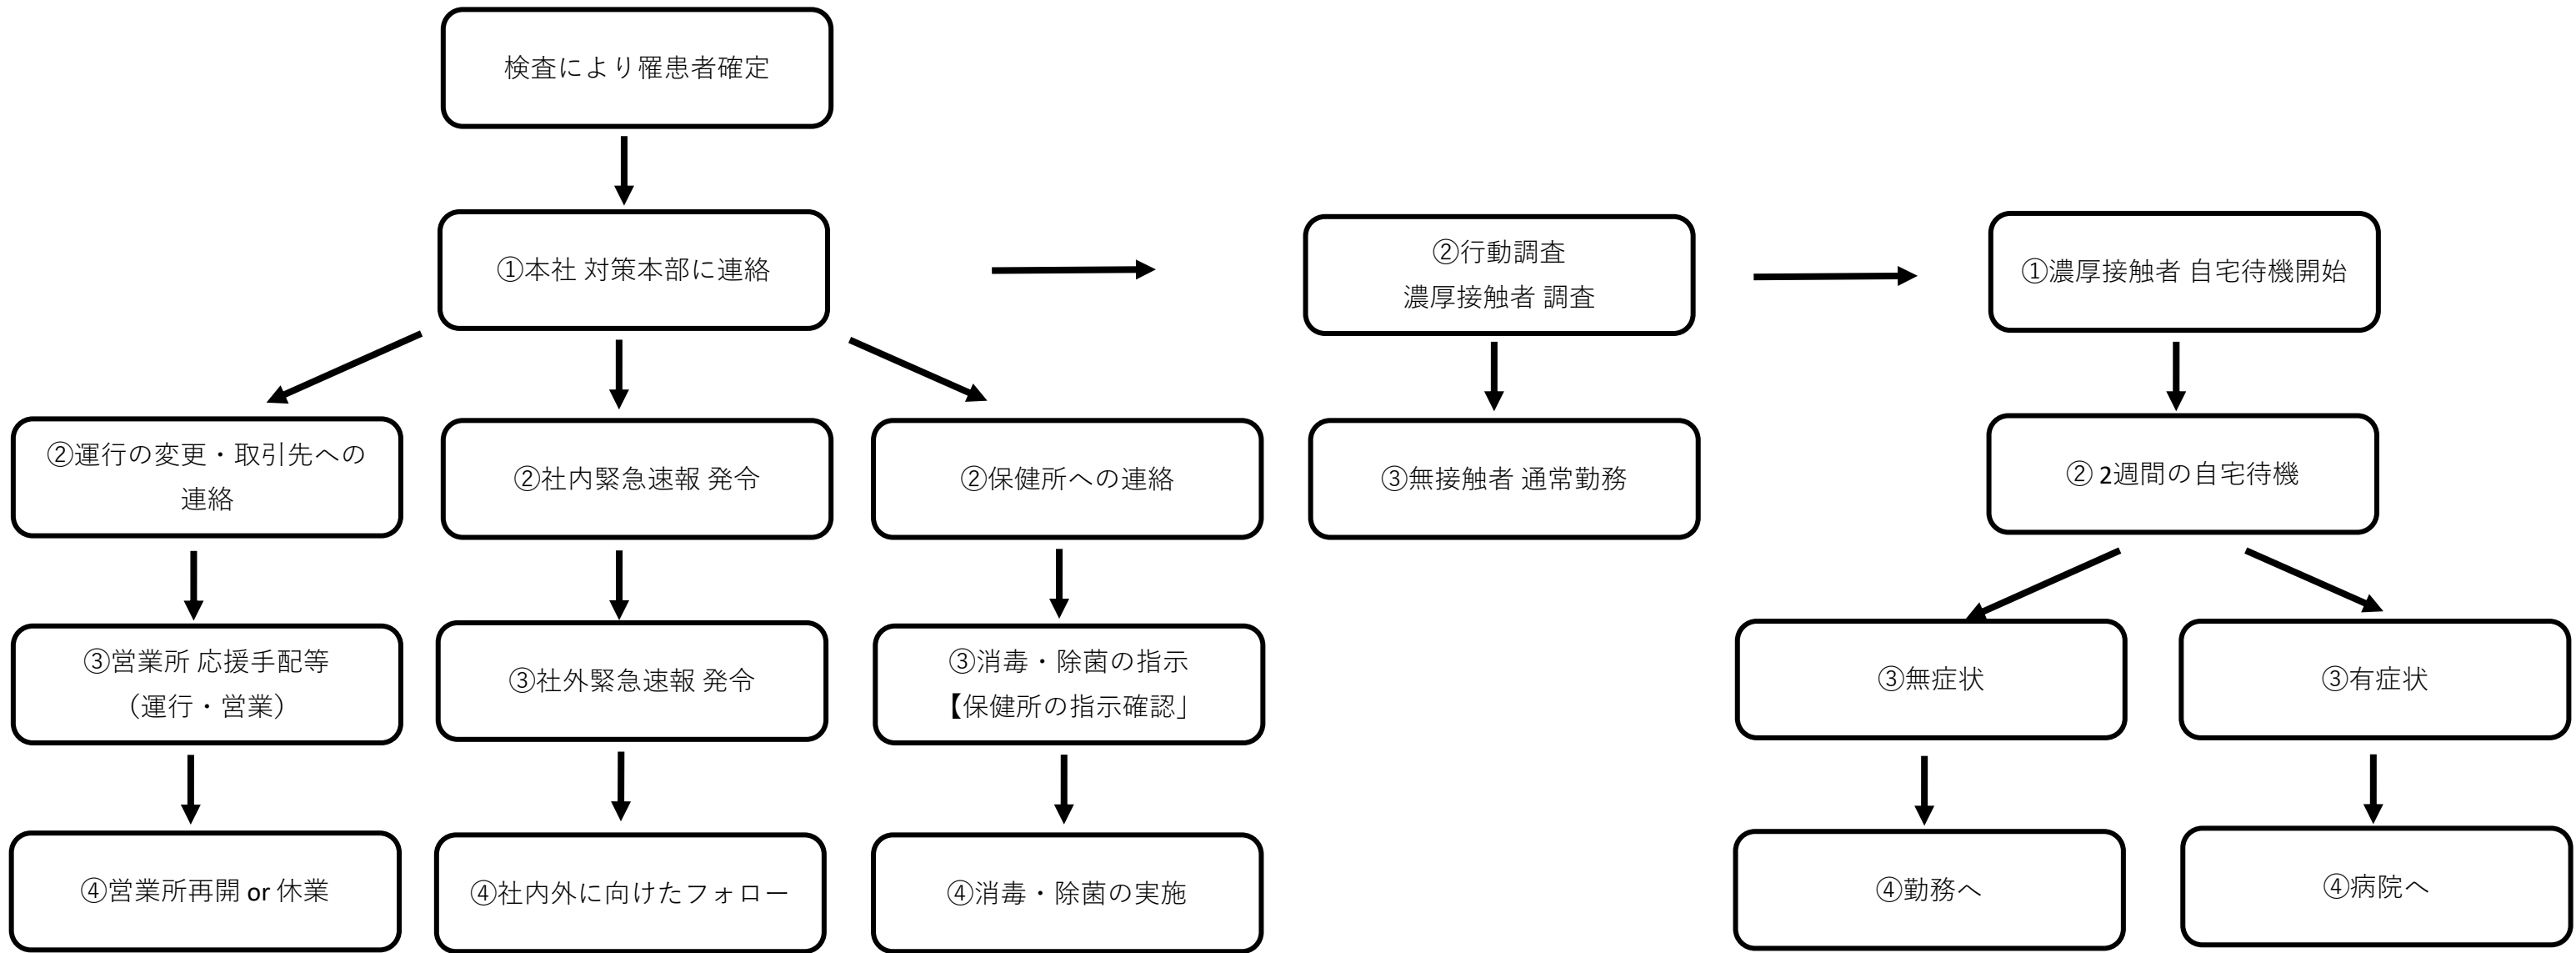 検査により罹患者確定
①本社 対策本部に連絡
②行動調査
濃厚接触者 調査
①濃厚接触者 自宅待機開始
②運行の変更・取引先への
連絡
②社内緊急速報 発令
②保健所への連絡
③無接触者 通常勤務
② 2週間の自宅待機
③営業所 応援手配等
（運行・営業）
③社外緊急速報 発令
③消毒・除菌の指示
【保健所の指示確認」
③無症状
③有症状
④営業所再開 or 休業
④社内外に向けたフォロー
④消毒・除菌の実施
④勤務へ
④病院へ